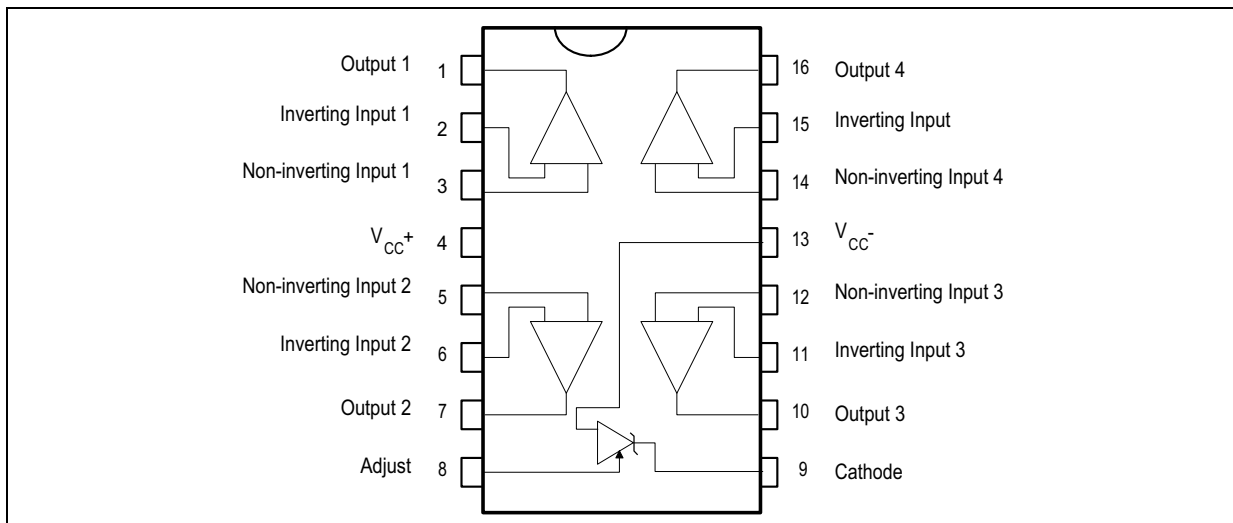 Output 1 1
Inverting Input 1 2
Non-inverting Input 1 3
VCC+ 4
Non-inverting Input 2 5
Inverting Input 2 6
Output 2 7
Adjust 8
16 Output 4
15 Inverting Input
14 Non-inverting Input 4
13 VCC-
12 Non-inverting Input 3
11 Inverting Input 3
10 Output 3
9 Cathode